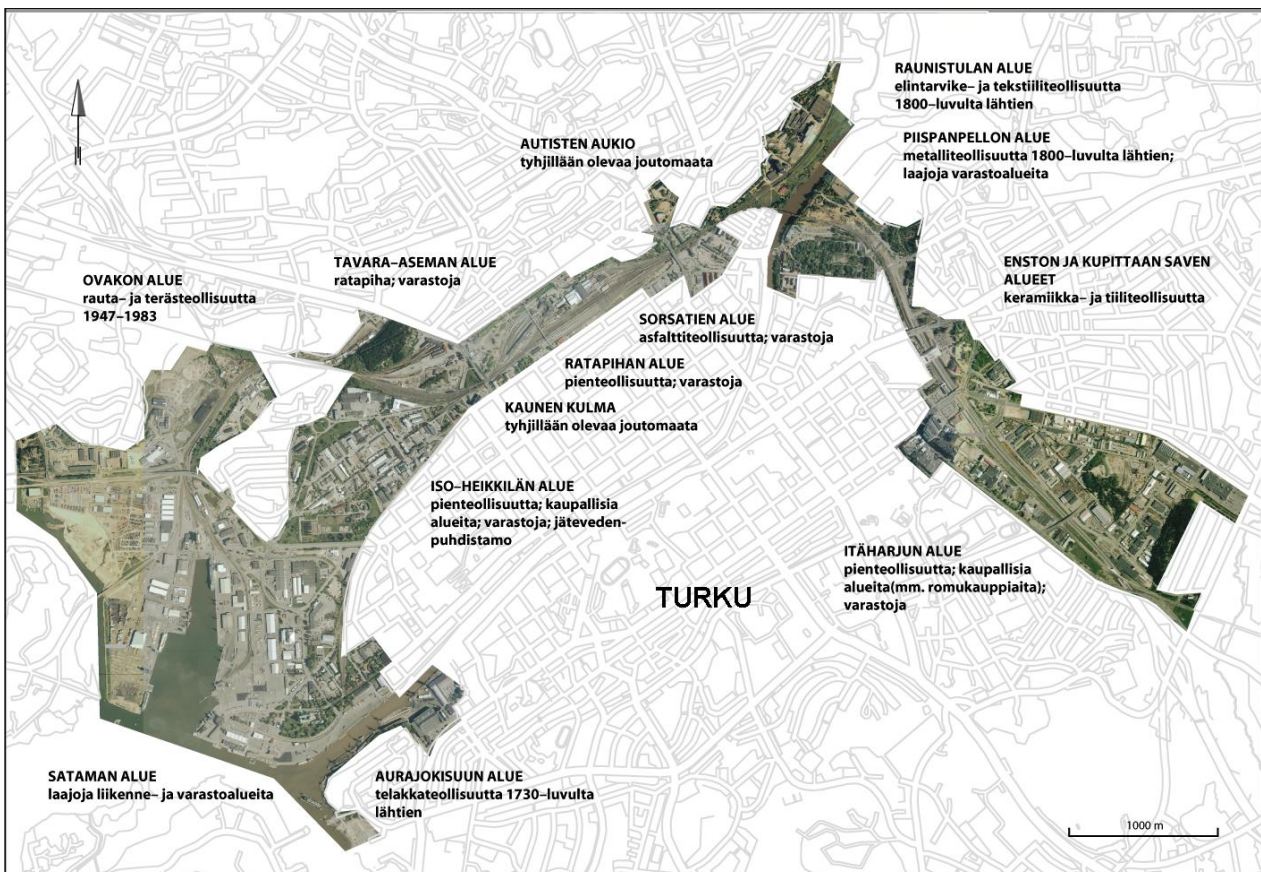 RAUNISTULAN ALUE
elintarvike– ja tekstiiliteollisuutta
1800–luvulta lähtien
PIISPANPELLON ALUE
metalliteollisuutta 1800–luvulta lähtien;
laajoja varastoalueita
AUTISTEN AUKIO
tyhjillään olevaa joutomaata
TAVARA–ASEMAN ALUE
ratapiha; varastoja
OVAKON ALUE
rauta– ja terästeollisuutta
1947–1983
ENSTON JA KUPITTAAN SAVEN
ALUEET
keramiikka– ja tiiliteollisuutta
SORSATIEN ALUE
asfalttiteollisuutta; varastoja
RATAPIHAN ALUE
pienteollisuutta; varastoja
KAUNEN KULMA
tyhjillään olevaa joutomaata
ISO–HEIKKILÄN ALUE
pienteollisuutta; kaupallisia
alueita; varastoja; jäteveden-
puhdistamo
ITÄHARJUN ALUE
pienteollisuutta; kaupallisia
alueita(mm. romukauppiaita);
varastoja
TURKU
SATAMAN ALUE
laajoja liikenne– ja varastoalueita
AURAJOKISUUN ALUE
telakkateollisuutta 1730–luvulta
lähtien
1000 m